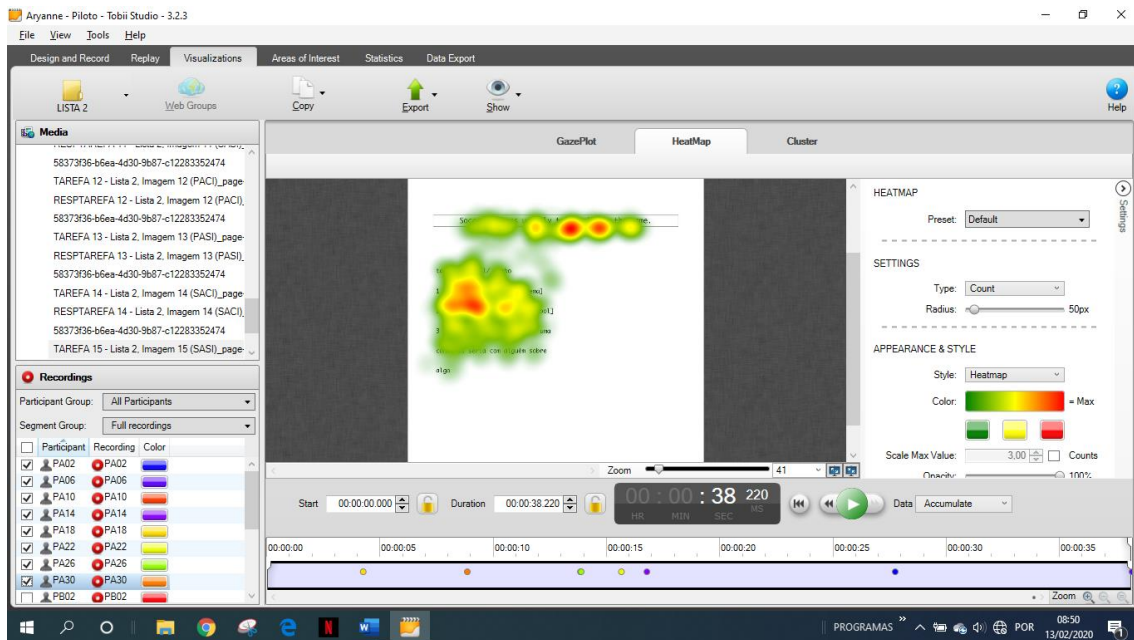 Aryanne - Piloto - Tobii Studio - 3.2.3
File View Tools Help
Design and Record Replay Visualizations Areas of Interest Statistics Data Export
LISTA 2 Web Groups Copy Export Show Help
Media
58373f36-b6ea-4d30-9b87-c12283352474
TAREFA 12 - Lista 2, Imagem 12 (PACI)_page-
RESPTAREFA 12 - Lista 2, Imagem 12 (PACI)_
58373f36-b6ea-4d30-9b87-c12283352474
TAREFA 13 - Lista 2, Imagem 13 (PASI)_page-
RESPTAREFA 13 - Lista 2, Imagem 13 (PASI)_
58373f36-b6ea-4d30-9b87-c12283352474
TAREFA 14 - Lista 2, Imagem 14 (SACI)_page-
RESPTAREFA 14 - Lista 2, Imagem 14 (SACI)_
58373f36-b6ea-4d30-9b87-c12283352474
TAREFA 15 - Lista 2, Imagem 15 (SASI)_page-
Recordings
Participant Group: All Participants
Segment Group: Full recordings
Participant Recording Color
PA02 PA02
PA06 PA06
PA10 PA10
PA14 PA14
PA18 PA18
PA22 PA22
PA26 PA26
PA30 PA30
PB02 PB02
GazePlot HeatMap Cluster
com alguém sobre
algo
HEATMAP
Preset: Default
SETTINGS
Type: Count
Radius: 50px
APPEARANCE & STYLE
Style: Heatmap
Color: = Max
Scale Max Value: 3,00 Counts
Opacity: 100%
Settings
Zoom 41
Start 00:00:00.000 Duration 00:00:38.220
00 : 00 : 38 220
HR MIN SEC MS
Data Accumulate
00:00:00 00:00:05 00:00:10 00:00:15 00:00:20 00:00:25 00:00:30 00:00:35
Zoom
PROGRAMAS POR 08:50
13/02/2020